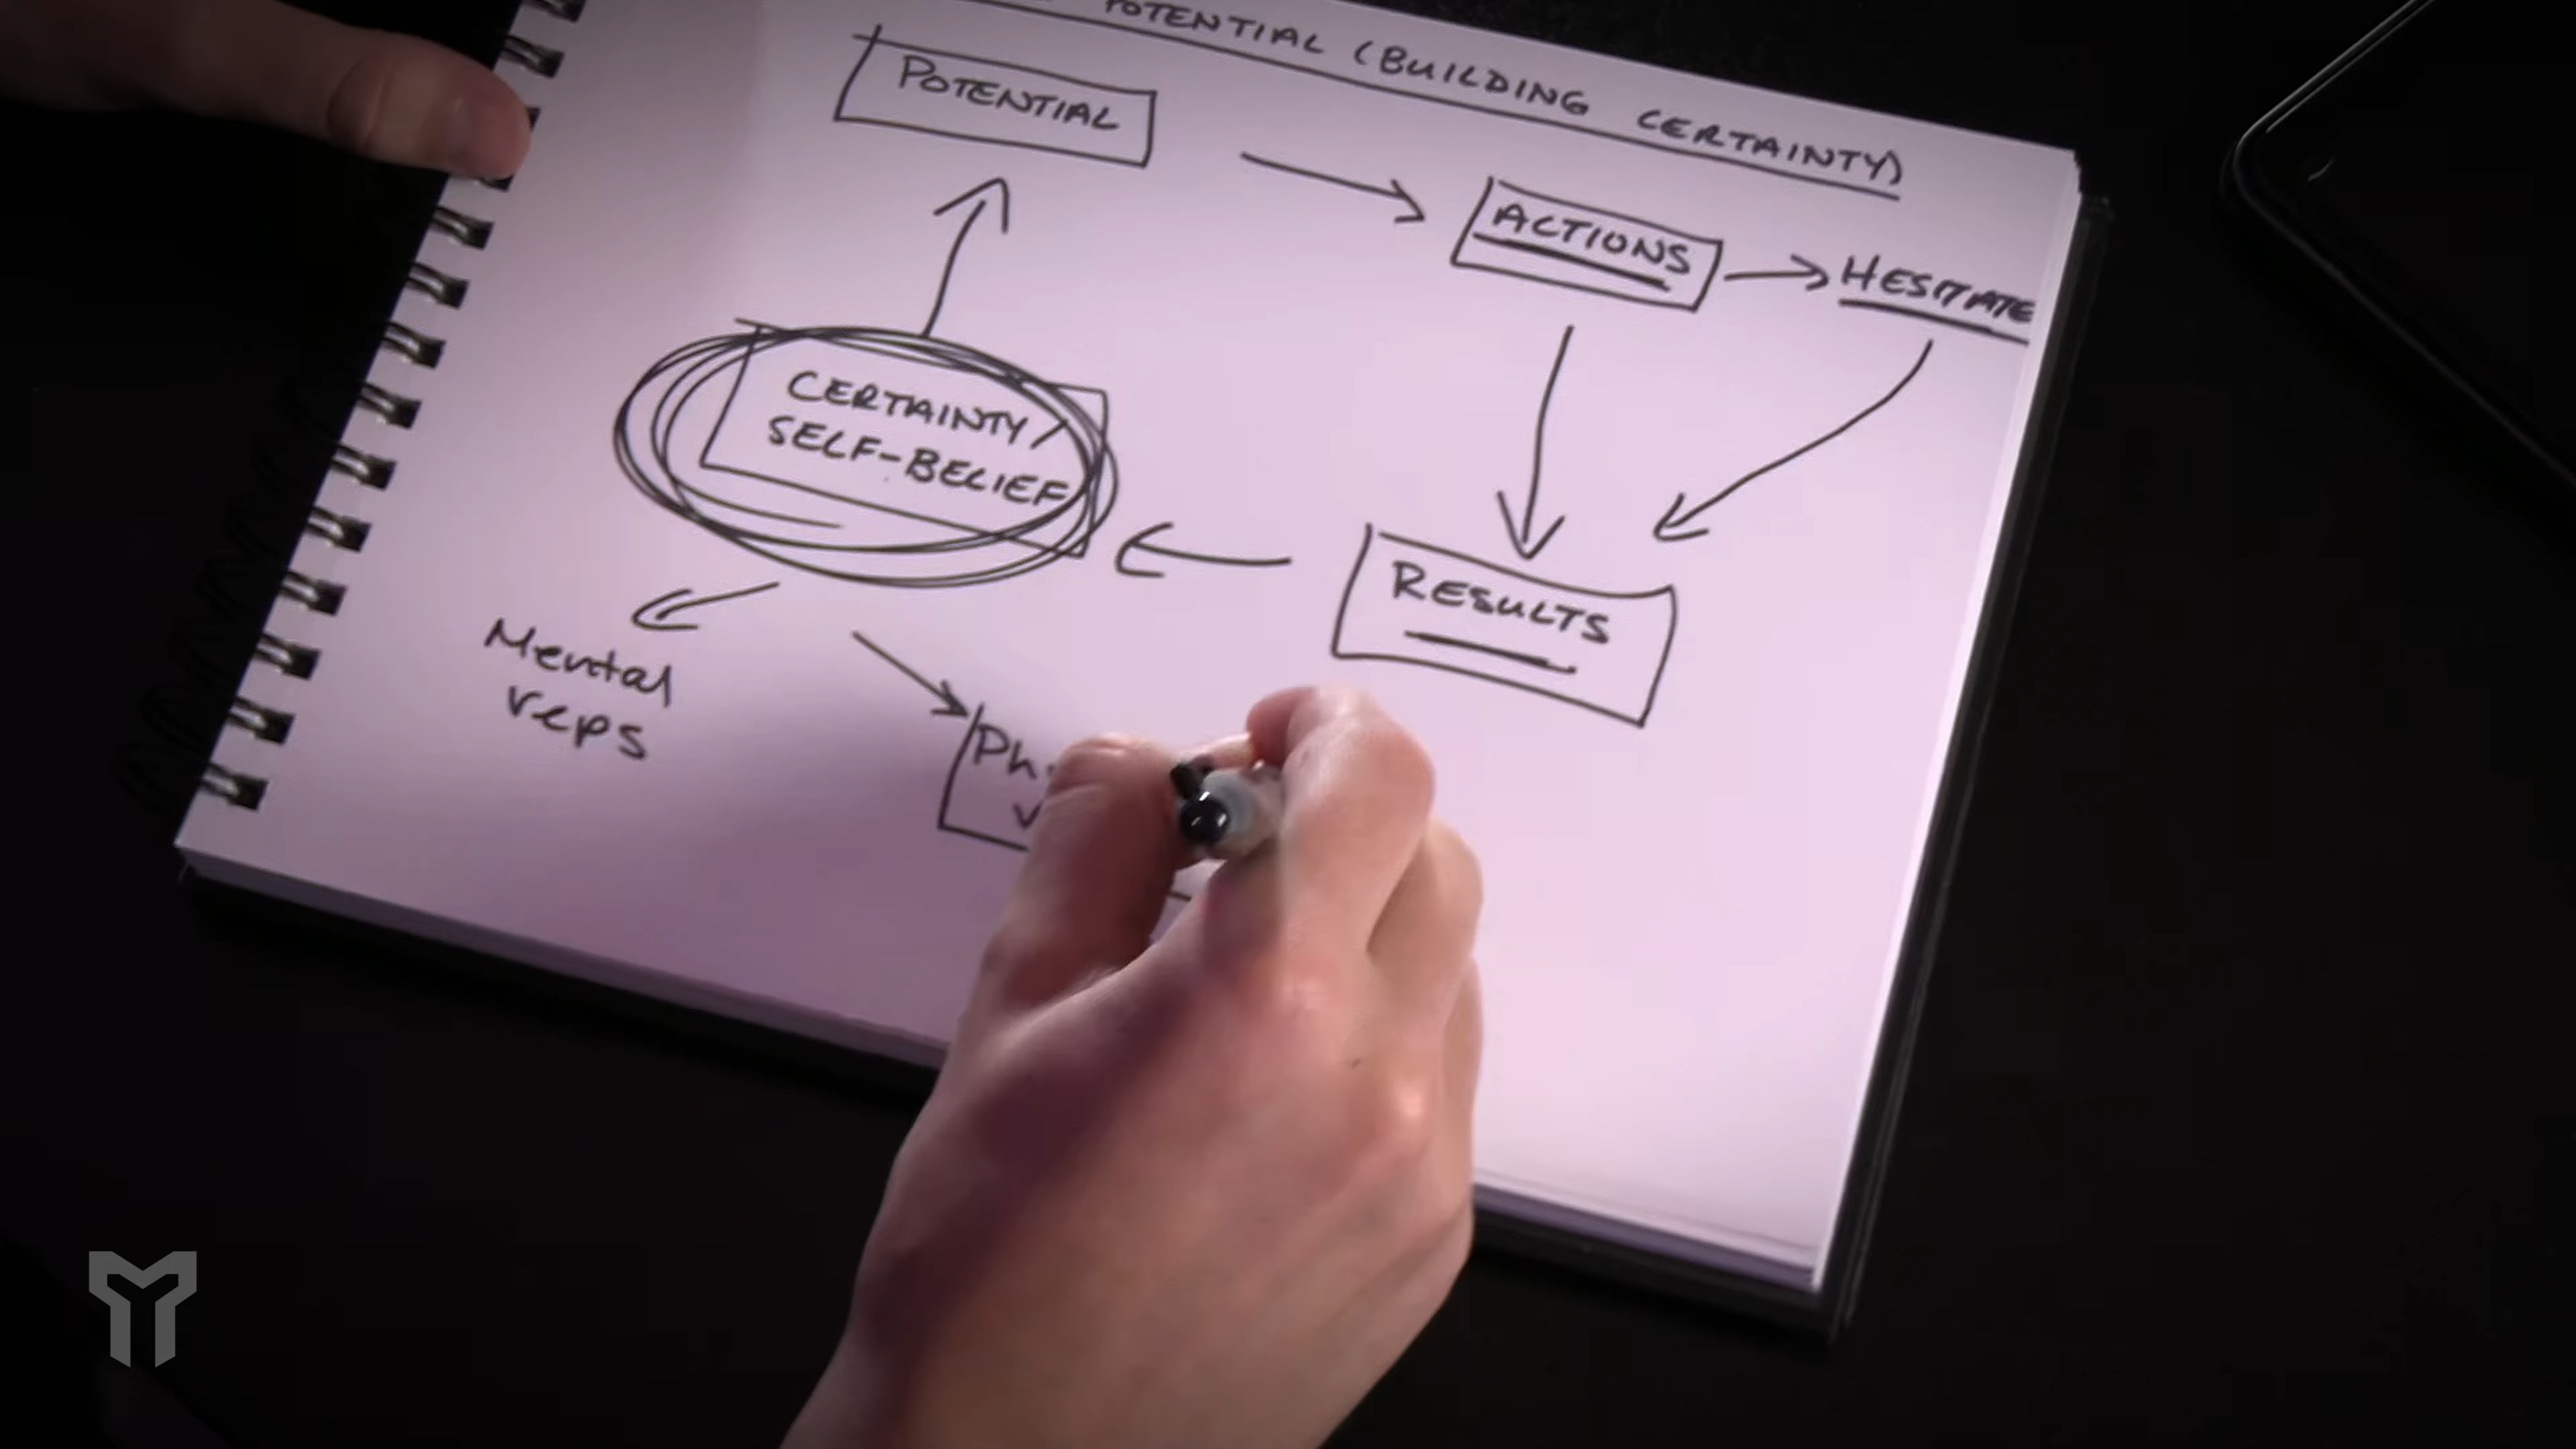 POTENTIAL (BUILDING CERTAINTY)
POTENTIAL
ACTIONS
HESITATE
CERTAINTY/
SELF-BELIEF
RESULTS
Mental
reps